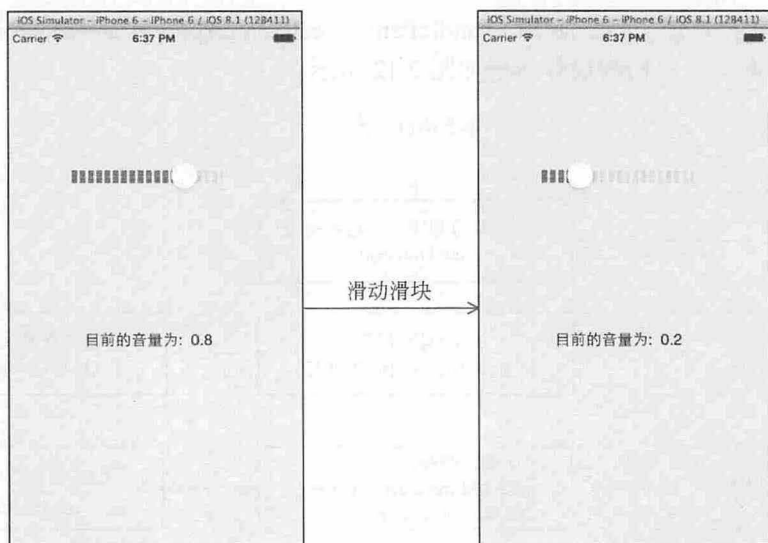 iOS Simulator – iPhone 6 – iPhone 6 / iOS 8.1 (12B411)
Carrier 6:37 PM
目前的音量为: 0.8
滑动滑块
iOS Simulator – iPhone 6 – iPhone 6 / iOS 8.1 (12B411)
Carrier 6:37 PM
目前的音量为: 0.2